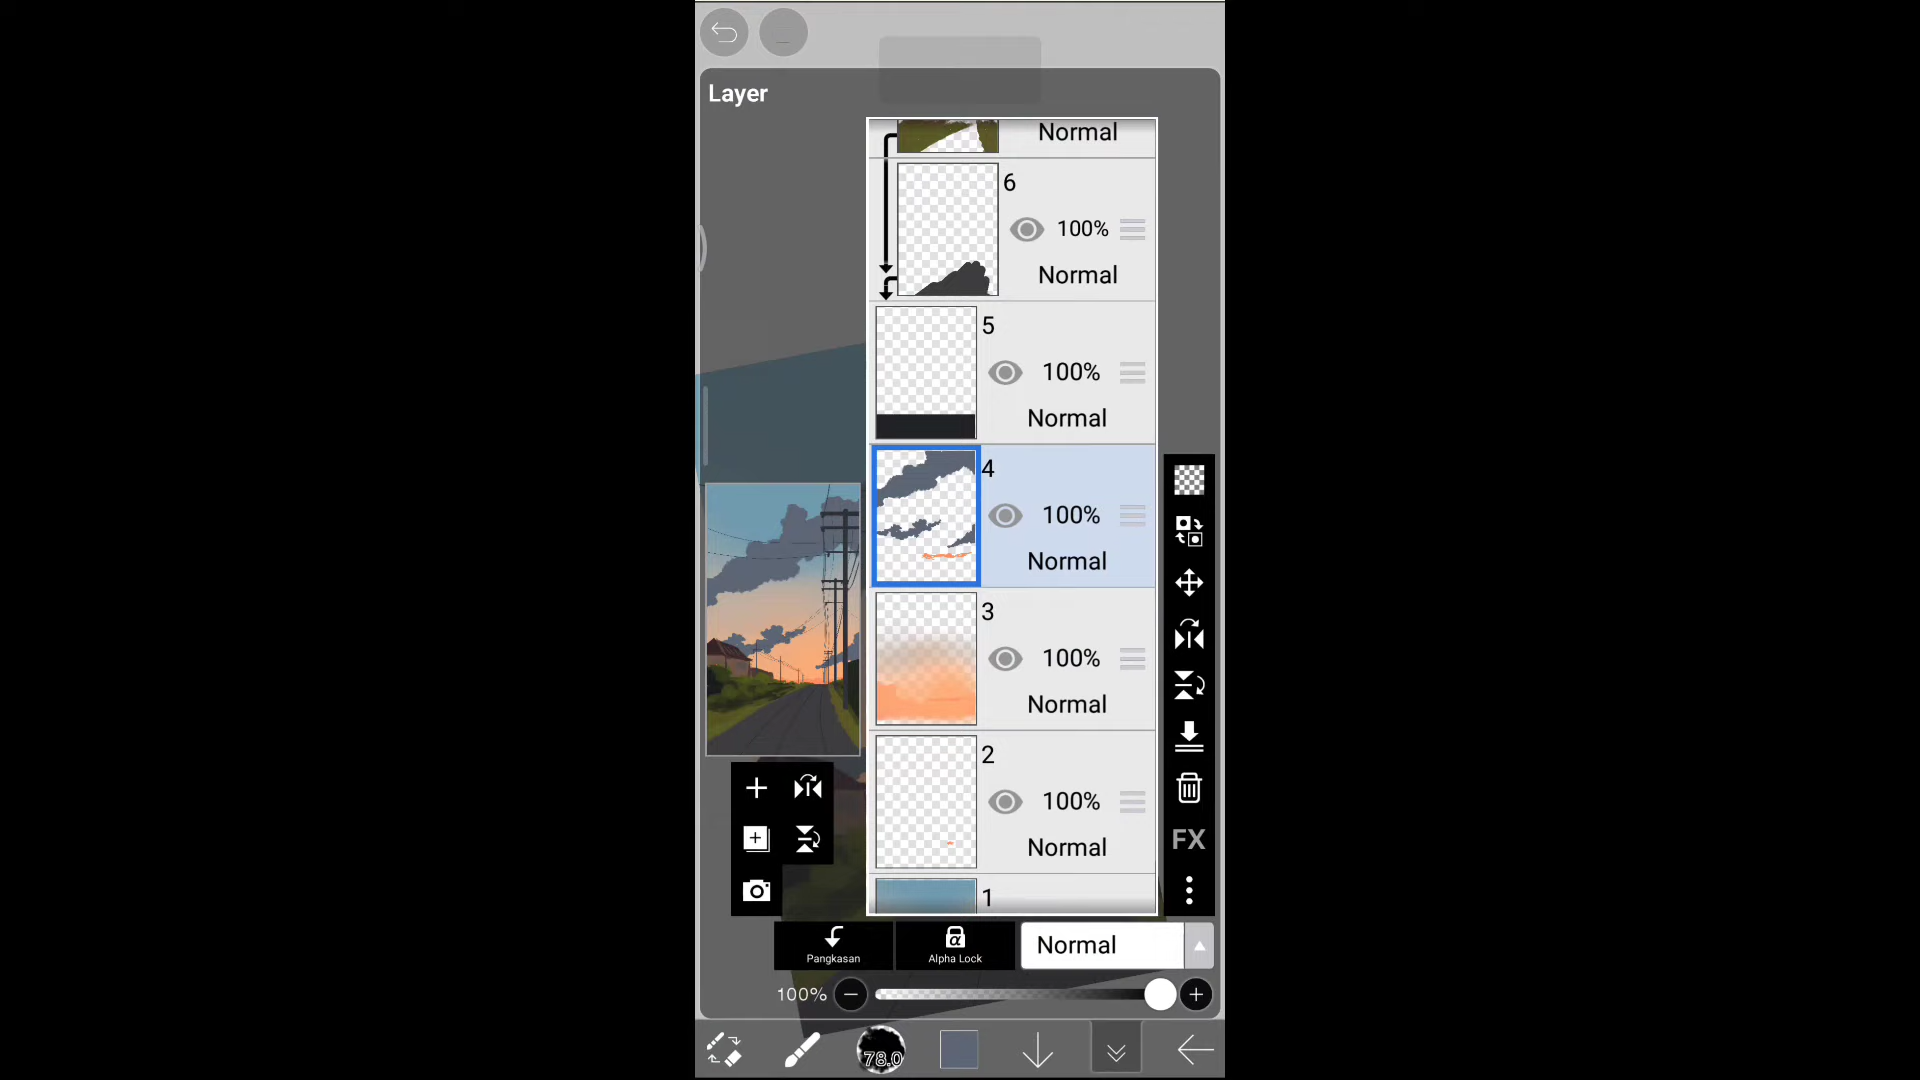 Layer
Normal
6
100%
Normal
5
100%
Normal
4
100%
Normal
3
100%
Normal
2
100%
Normal
1
FX
Pangkasan
α
Alpha Lock
Normal
100%
78.0